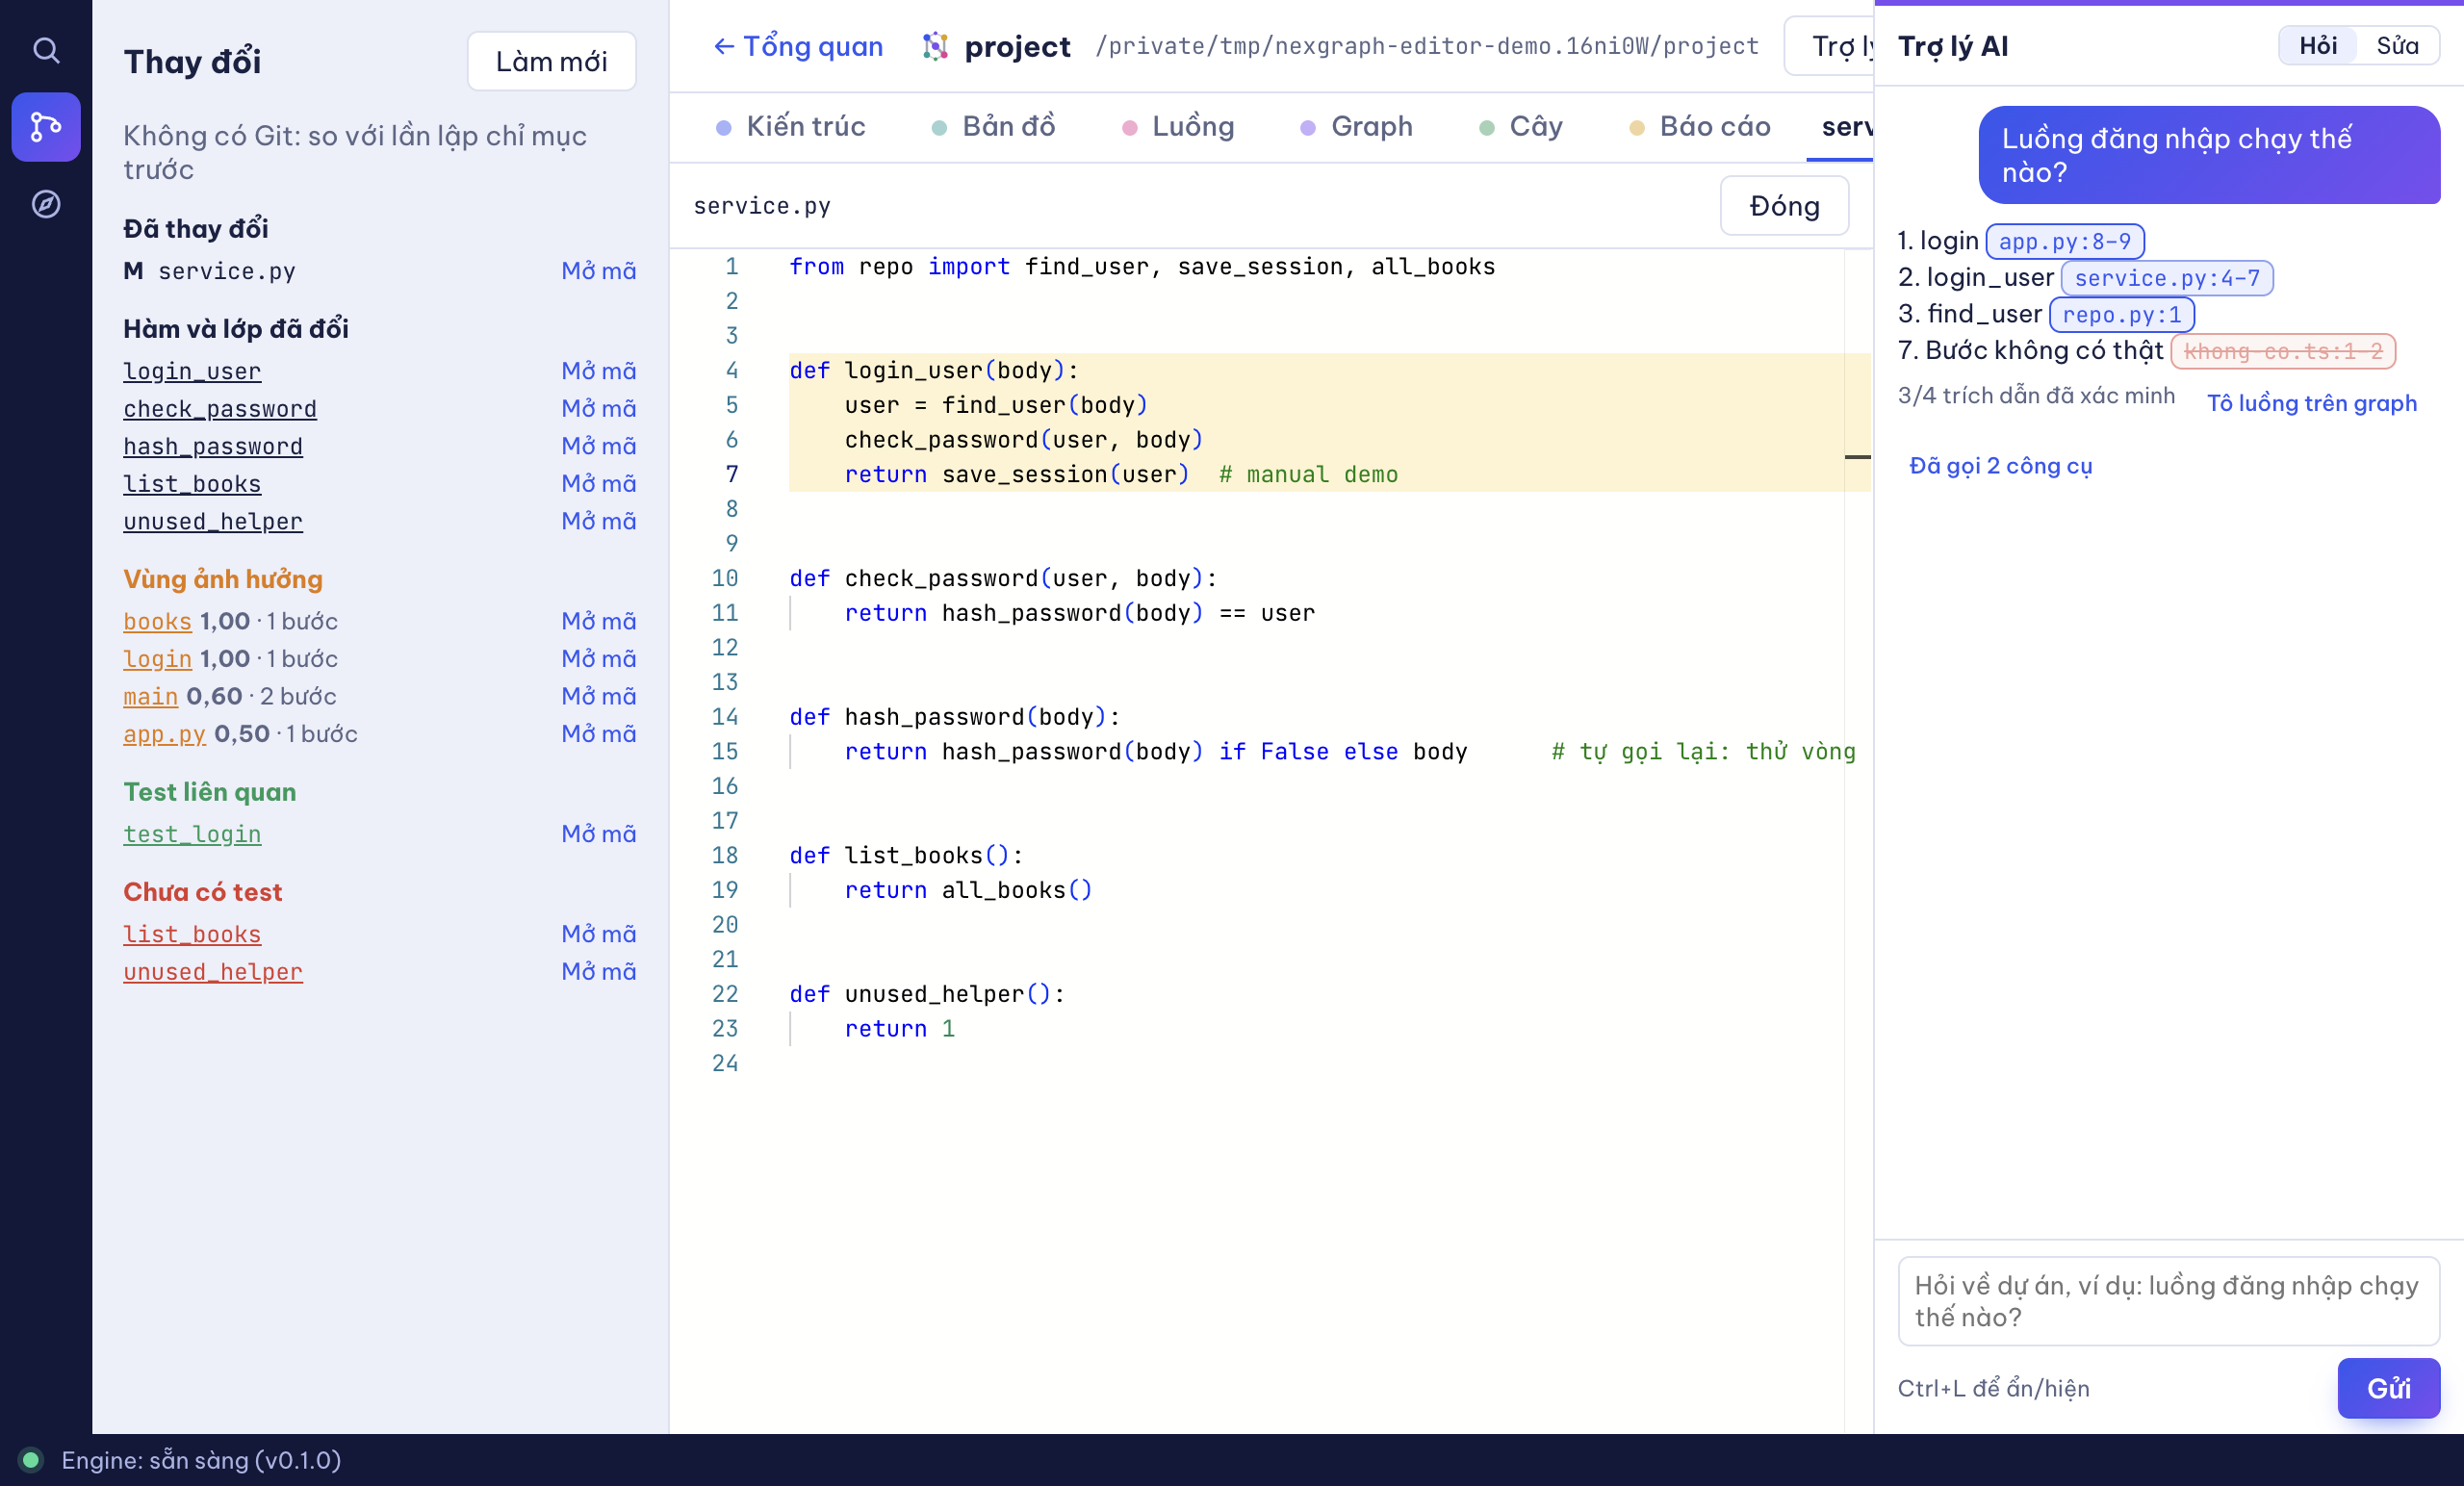 Thay đổi
Làm mới
Không có Git: so với lần lập chỉ mục
trước
Đã thay đổi
M service.py Mở mã
Hàm và lớp đã đổi
login_user Mở mã
check_password Mở mã
hash_password Mở mã
list_books Mở mã
unused_helper Mở mã
Vùng ảnh hưởng
books 1,00 · 1 bước Mở mã
login 1,00 · 1 bước Mở mã
main 0,60 · 2 bước Mở mã
app.py 0,50 · 1 bước Mở mã
Test liên quan
test_login Mở mã
Chưa có test
list_books Mở mã
unused_helper Mở mã
← Tổng quan project /private/tmp/nexgraph-editor-demo.16ni0W/project Trợ lý
Kiến trúc Bản đồ Luồng Graph Cây Báo cáo serv
service.py Đóng
1 from repo import find_user, save_session, all_books
2
3
4 def login_user(body):
5     user = find_user(body)
6     check_password(user, body)
7     return save_session(user)  # manual demo
8
9
10 def check_password(user, body):
11     return hash_password(body) == user
12
13
14 def hash_password(body):
15     return hash_password(body) if False else body      # tự gọi lại: thử vòng
16
17
18 def list_books():
19     return all_books()
20
21
22 def unused_helper():
23     return 1
24
Trợ lý AI Hỏi Sửa
Luồng đăng nhập chạy thế
nào?
1. login app.py:8-9
2. login_user service.py:4-7
3. find_user repo.py:1
7. Bước không có thật khong-co.ts:1-2
3/4 trích dẫn đã xác minh Tô luồng trên graph
Đã gọi 2 công cụ
Hỏi về dự án, ví dụ: luồng đăng nhập chạy
thế nào?
Ctrl+L để ẩn/hiện Gửi
Engine: sẵn sàng (v0.1.0)